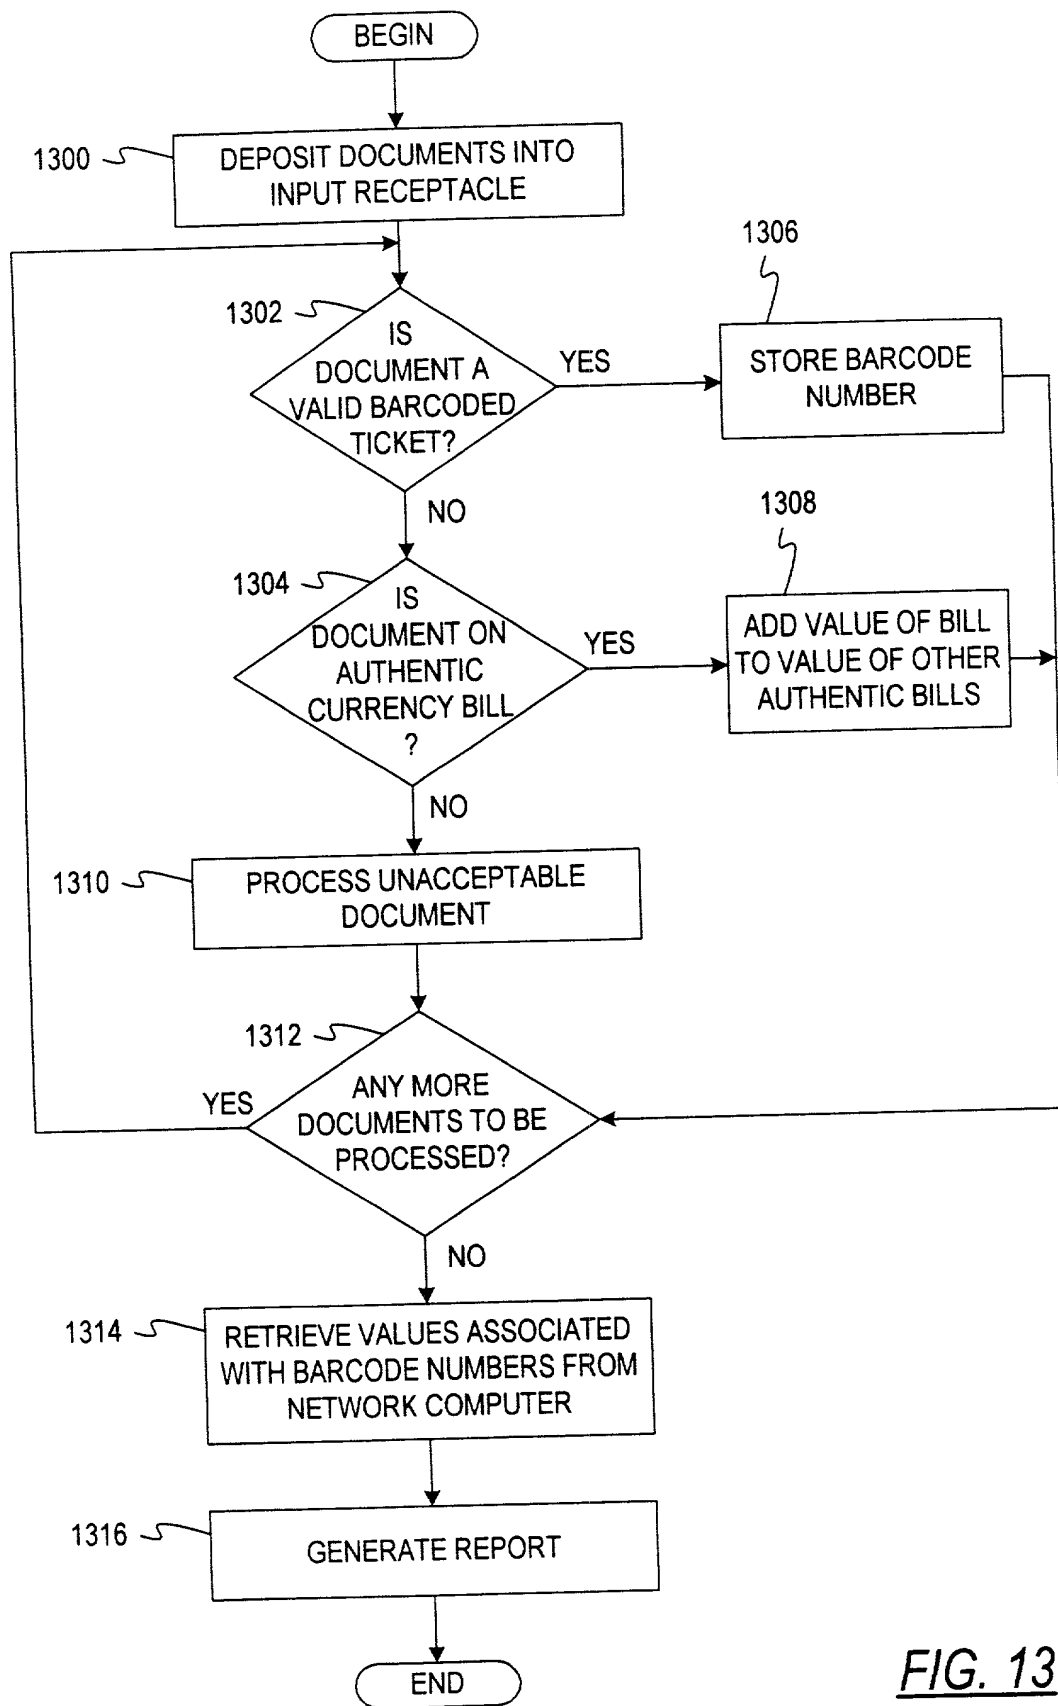 BEGIN
1300
DEPOSIT DOCUMENTS INTO
INPUT RECEPTACLE
1302
IS
DOCUMENT A
VALID BARCODED
TICKET?
YES
1306
STORE BARCODE
NUMBER
NO
1304
IS
DOCUMENT ON
AUTHENTIC
CURRENCY BILL
?
YES
1308
ADD VALUE OF BILL
TO VALUE OF OTHER
AUTHENTIC BILLS
NO
1310
PROCESS UNACCEPTABLE
DOCUMENT
1312
ANY MORE
DOCUMENTS TO BE
PROCESSED?
YES
NO
1314
RETRIEVE VALUES ASSOCIATED
WITH BARCODE NUMBERS FROM
NETWORK COMPUTER
1316
GENERATE REPORT
END
FIG. 13